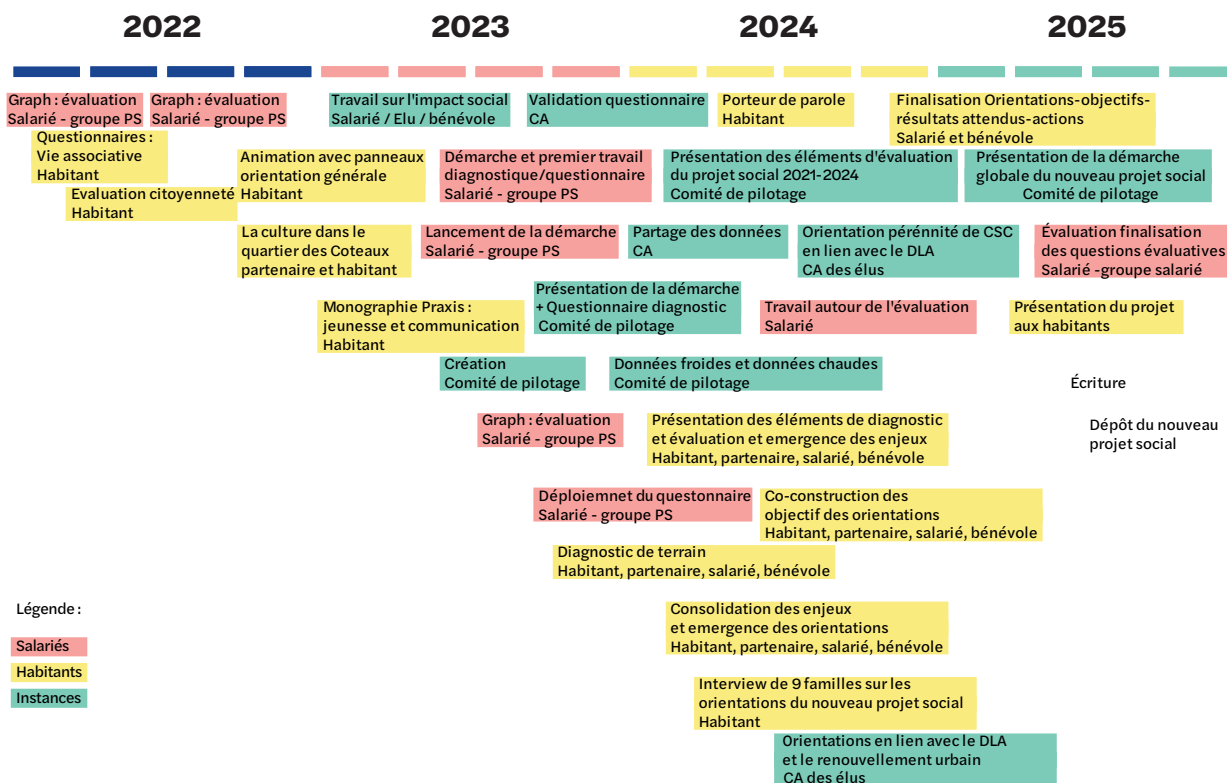 2022
2023
2024
2025
Graph : évaluation
Salarié - groupe PS
Graph : évaluation
Salarié - groupe PS
Travail sur l'impact social
Salarié / Elu / bénévole
Validation questionnaire
CA
Porteur de parole
Habitant
Finalisation Orientations-objectifs-
résultats attendus-actions
Salarié et bénévole
Questionnaires :
Vie associative
Habitant
Animation avec panneaux
orientation générale
Habitant
Démarche et premier travail
diagnostique/questionnaire
Salarié - groupe PS
Présentation des éléments d'évaluation
du projet social 2021-2024
Comité de pilotage
Présentation de la démarche
globale du nouveau projet social
Comité de pilotage
Evaluation citoyenneté
Habitant
La culture dans le
quartier des Coteaux
partenaire et habitant
Lancement de la démarche
Salarié - groupe PS
Partage des données
CA
Orientation pérénnité de CSC
en lien avec le DLA
CA des élus
Évaluation finalisation
des questions évaluatives
Salarié -groupe salarié
Monographie Praxis :
jeunesse et communication
Habitant
Présentation de la démarche
+ Questionnaire diagnostic
Comité de pilotage
Travail autour de l'évaluation
Salarié
Présentation du projet
aux habitants
Création
Comité de pilotage
Données froides et données chaudes
Comité de pilotage
Écriture
Graph : évaluation
Salarié - groupe PS
Présentation des éléments de diagnostic
et évaluation et emergence des enjeux
Habitant, partenaire, salarié, bénévole
Dépôt du nouveau
projet social
Déploiemnet du questonnaire
Salarié - groupe PS
Co-construction des
objectif des orientations
Habitant, partenaire, salarié, bénévole
Diagnostic de terrain
Habitant, partenaire, salarié, bénévole
Consolidation des enjeux
et emergence des orientations
Habitant, partenaire, salarié, bénévole
Interview de 9 familles sur les
orientations du nouveau projet social
Habitant
Orientations en lien avec le DLA
et le renouvellement urbain
CA des élus
Légende :
Salariés
Habitants
Instances